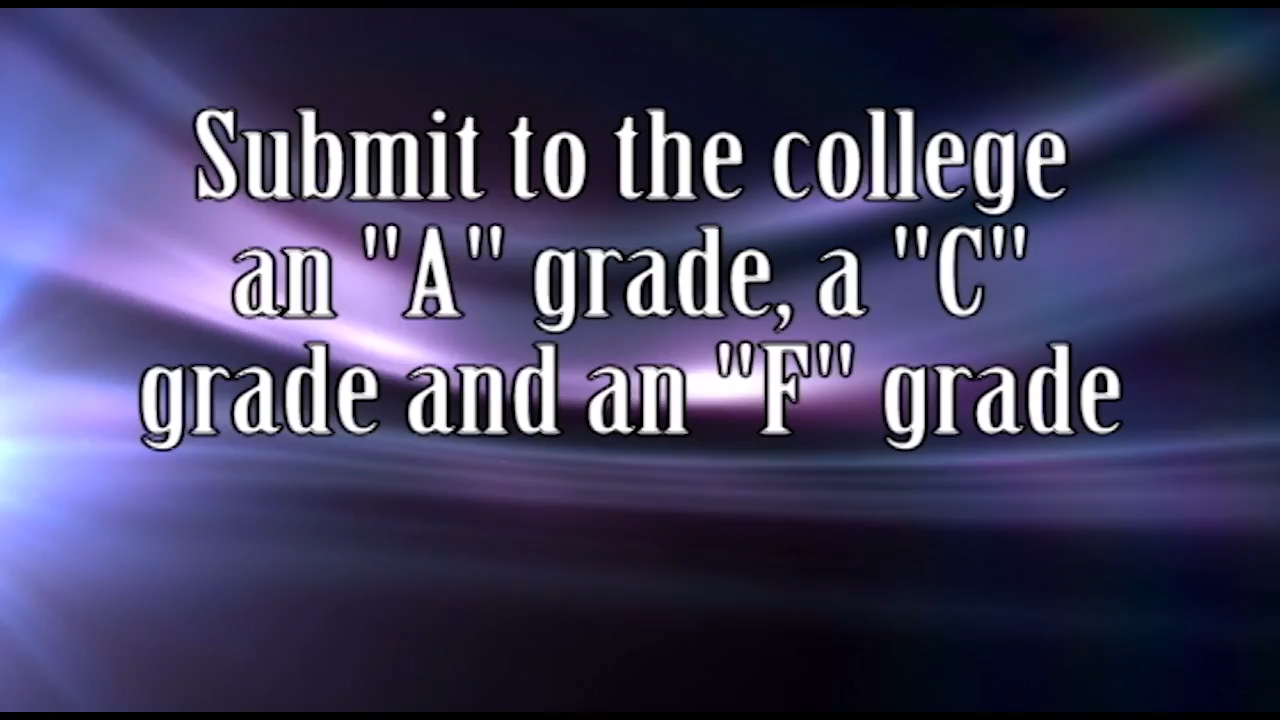 Submit to the college
an "A" grade, a "C"
grade and an "F" grade